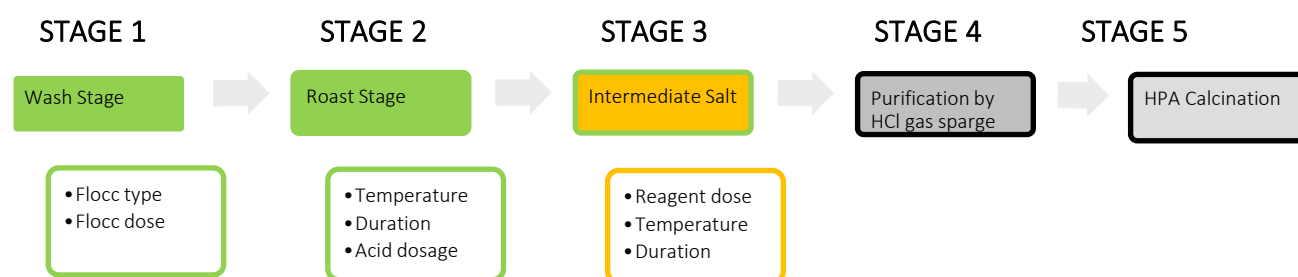 STAGE 1
STAGE 2
STAGE 3
STAGE 4
STAGE 5
Wash Stage
Roast Stage
Intermediate Salt
Purification by
HCl gas sparge
HPA Calcination
•Flocc type
•Flocc dose
•Temperature
•Duration
•Acid dosage
•Reagent dose
•Temperature
•Duration